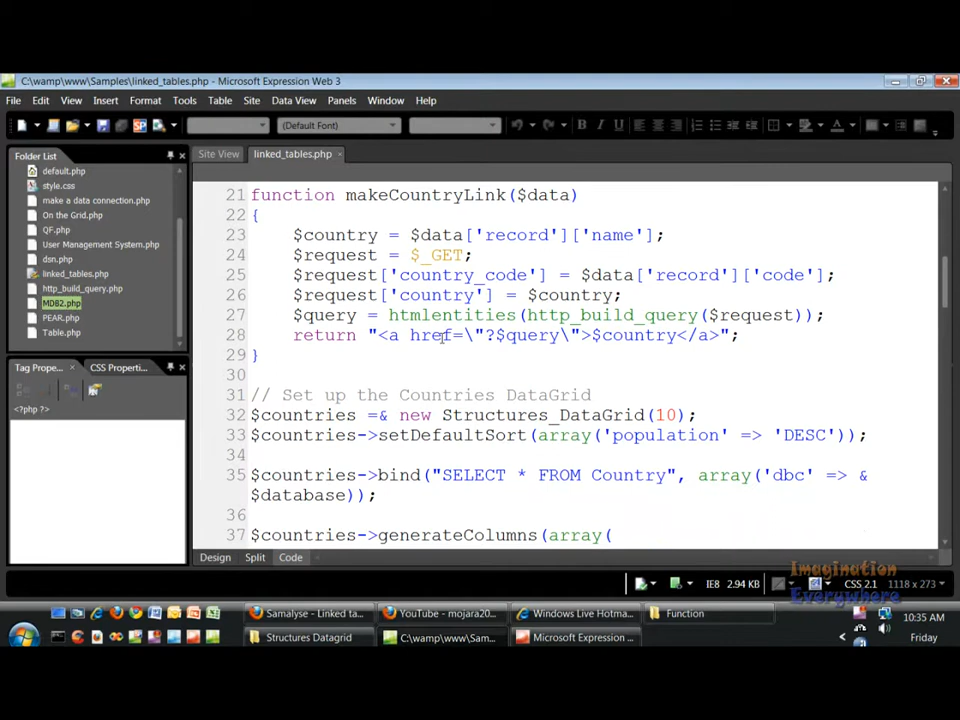 C:\wamp\www\Samples\linked_tables.php - Microsoft Expression Web 3
File Edit View Insert Format Tools Table Site Data View Panels Window Help
(Default Font)
Folder List
default.php
style.css
make a data connection.php
On the Grid.php
QF.php
User Management System.php
dsn.php
linked_tables.php
http_build_query.php
MDB2.php
PEAR.php
Table.php
Tag Prope... CSS Properti...
<?php ?>
Site View linked_tables.php
21 function makeCountryLink($data)
22 {
23 $country = $data['record']['name'];
24 $request = $_GET;
25 $request['country_code'] = $data['record']['code'];
26 $request['country'] = $country;
27 $query = htmlentities(http_build_query($request));
28 return "<a href=\"?$query\">$country</a>";
29 }
30
31 // Set up the Countries DataGrid
32 $countries =& new Structures_DataGrid(10);
33 $countries->setDefaultSort(array('population' => 'DESC'));
34
35 $countries->bind("SELECT * FROM Country", array('dbc' => &
$database));
36
37 $countries->generateColumns(array(
Design Split Code
Imagination
Everywhere
IE8 2.94 KB CSS 2.1 1118 x 273
Samalyse - Linked ta... YouTube - mojara20... Windows Live Hotma... Function
Structures Datagrid C:\wamp\www\Sam... Microsoft Expression ...
10:35 AM
Friday